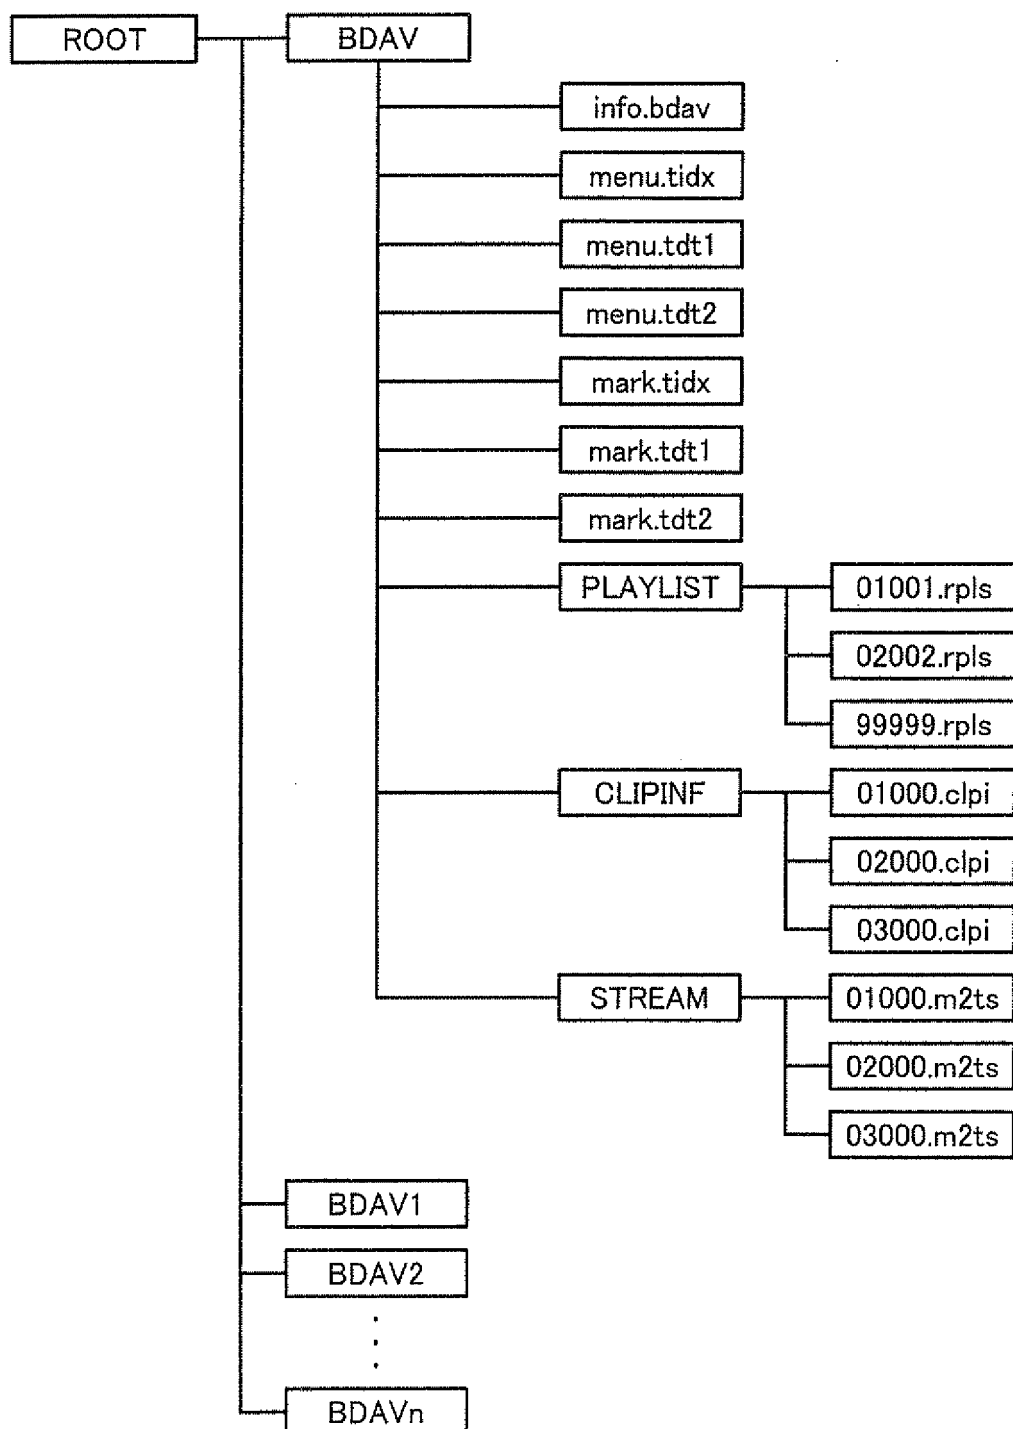 ROOT
BDAV
info.bdav
menu.tidx
menu.tdt1
menu.tdt2
mark.tidx
mark.tdt1
mark.tdt2
PLAYLIST
01001.rpls
02002.rpls
99999.rpls
CLIPINF
01000.clpi
02000.clpi
03000.clpi
STREAM
01000.m2ts
02000.m2ts
03000.m2ts
BDAV1
BDAV2
BDAVn